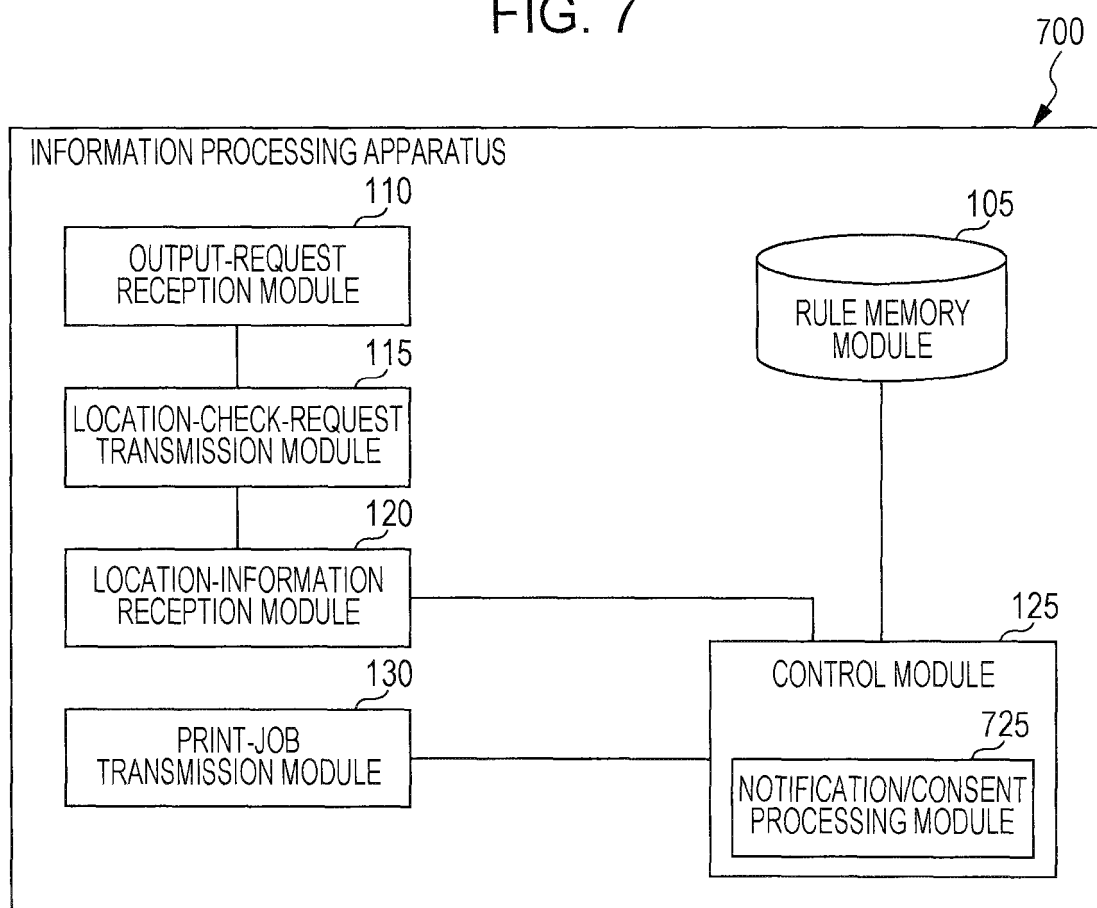 FIG. 7
700
INFORMATION PROCESSING APPARATUS
110
OUTPUT-REQUEST
RECEPTION MODULE
105
RULE MEMORY
MODULE
115
LOCATION-CHECK-REQUEST
TRANSMISSION MODULE
120
LOCATION-INFORMATION
RECEPTION MODULE
125
CONTROL MODULE
130
PRINT-JOB
TRANSMISSION MODULE
725
NOTIFICATION/CONSENT
PROCESSING MODULE